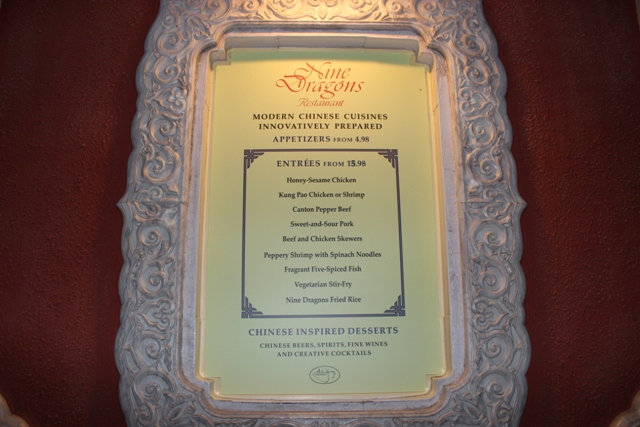 Nine
Dragons
Restaurant
MODERN CHINESE CUISINES
INNOVATIVELY PREPARED
APPETIZERS FROM 4.98
ENTRÉES FROM 15.98
Honey-Sesame Chicken
Kung Pao Chicken or Shrimp
Canton Pepper Beef
Sweet-and-Sour Pork
Beef and Chicken Skewers
Peppery Shrimp with Spinach Noodles
Fragrant Five-Spiced Fish
Vegetarian Stir-Fry
Nine Dragons Fried Rice
CHINESE INSPIRED DESSERTS
CHINESE BEERS, SPIRITS, FINE WINES
AND CREATIVE COCKTAILS